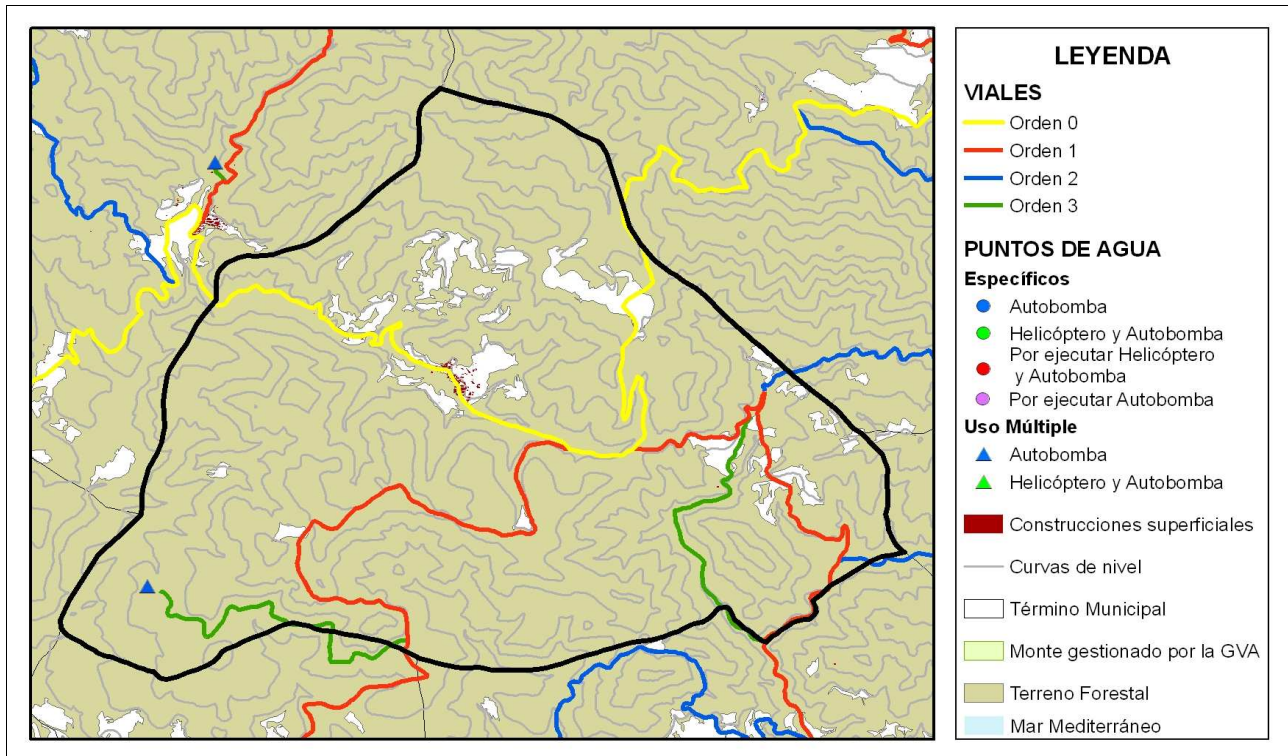 LEYENDA
VIALES
Orden 0
Orden 1
Orden 2
Orden 3
PUNTOS DE AGUA
Específicos
Autobomba
Helicóptero y Autobomba
Por ejecutar Helicóptero
y Autobomba
Por ejecutar Autobomba
Uso Múltiple
Autobomba
Helicóptero y Autobomba
Construcciones superficiales
Curvas de nivel
Término Municipal
Monte gestionado por la GVA
Terreno Forestal
Mar Mediterráneo